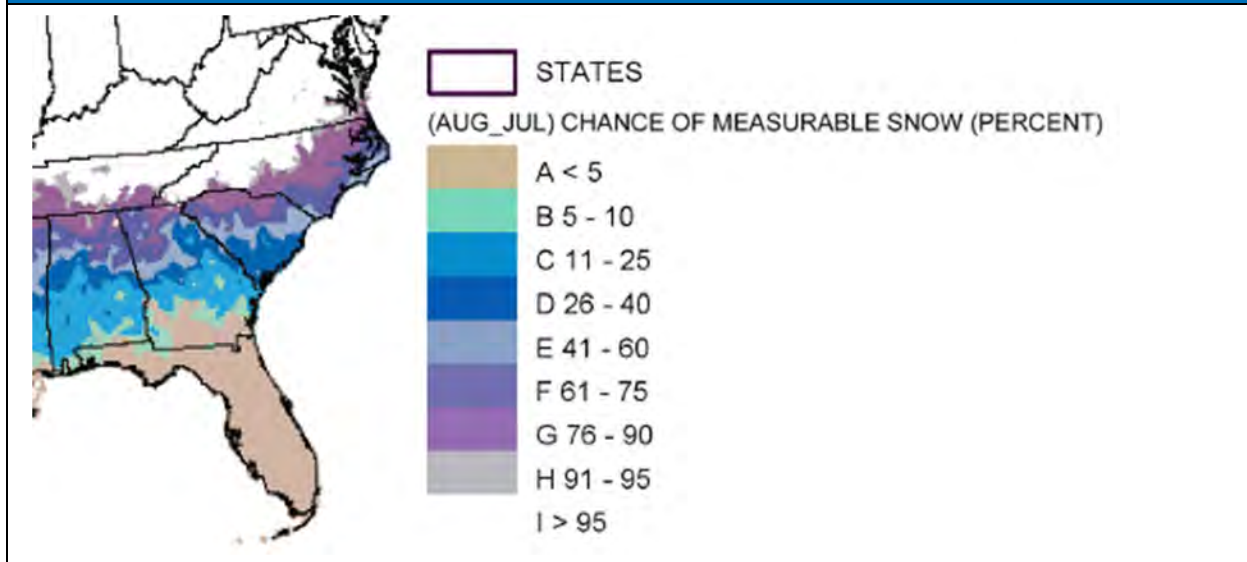 STATES
(AUG_JUL) CHANCE OF MEASURABLE SNOW (PERCENT)
A < 5
B 5 - 10
C 11 - 25
D 26 - 40
E 41 - 60
F 61 - 75
G 76 - 90
H 91 - 95
I > 95